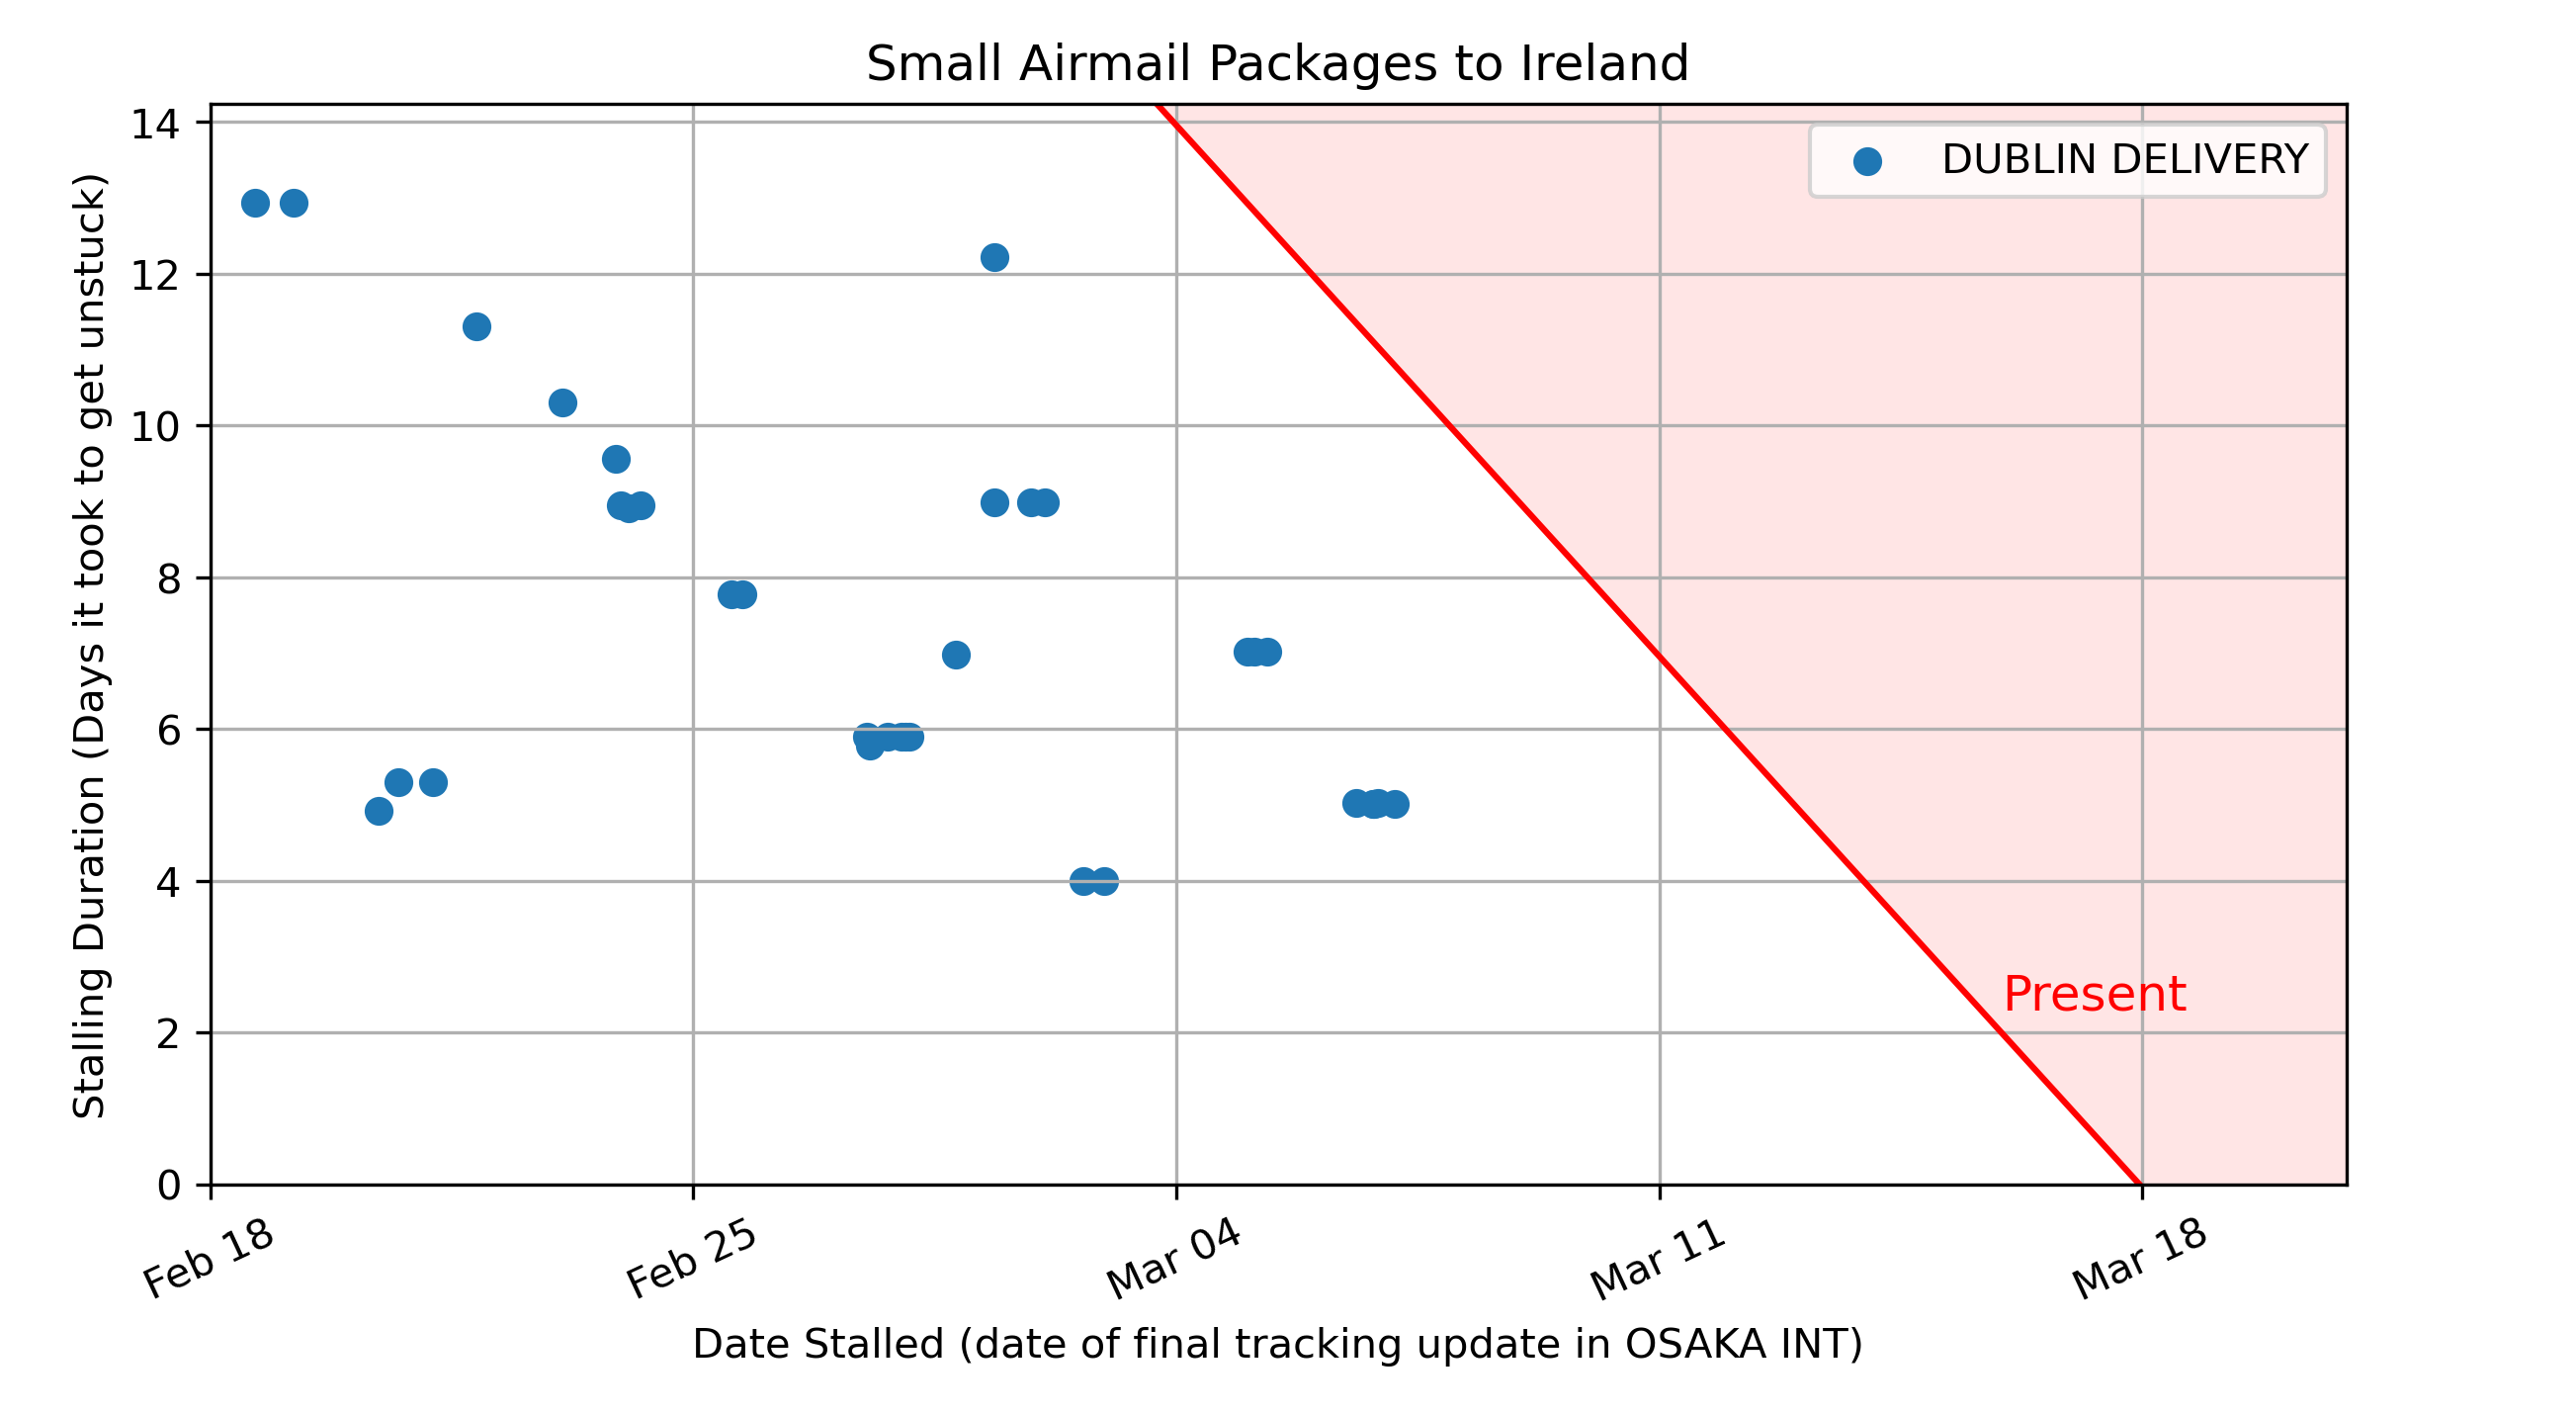 Small Airmail Packages to Ireland
Stalling Duration (Days it took to get unstuck)
14
12
10
8
6
4
2
0
DUBLIN DELIVERY
Present
Feb 18
Feb 25
Mar 04
Mar 11
Mar 18
Date Stalled (date of final tracking update in OSAKA INT)